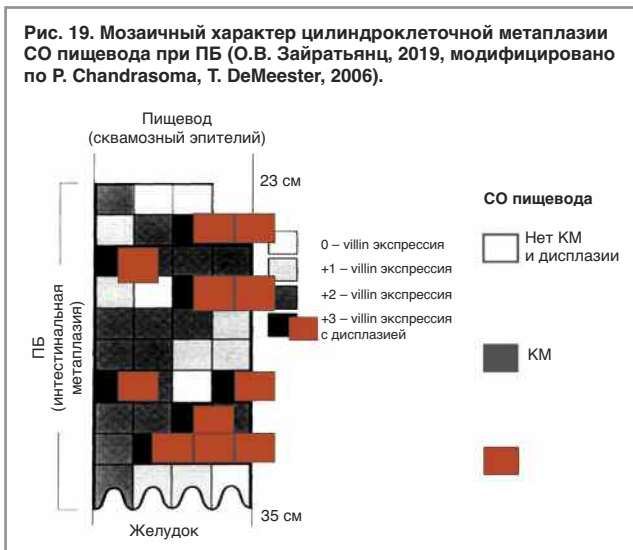 Рис. 19. Мозаичный характер цилиндроклеточной метаплазии
СО пищевода при ПБ (О.В. Зайратьянц, 2019, модифицировано
по P. Chandrasoma, T. DeMeester, 2006).
Пищевод
(сквамозный эпителий)
23 см
ПБ
(интестинальная
метаплазия)
0 – villin экспрессия
+1 – villin экспрессия
+2 – villin экспрессия
+3 – villin экспрессия
с дисплазией
СО пищевода
Нет КМ
и дисплазии
КМ
35 см
Желудок